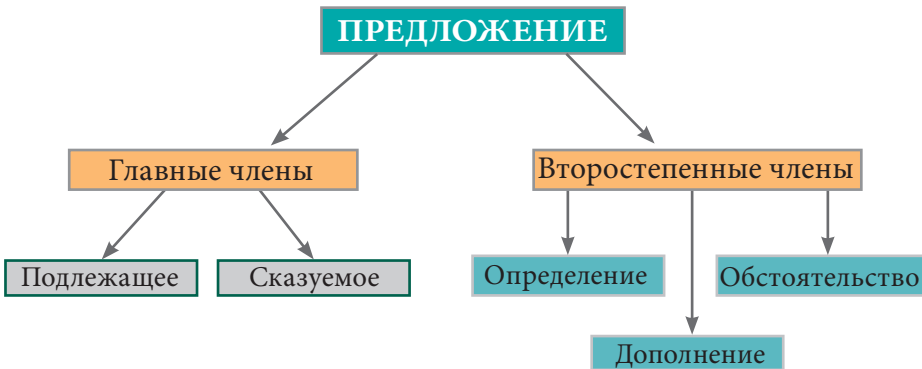 ПРЕДЛОЖЕНИЕ
Главные члены
Второстепенные члены
Подлежащее
Сказуемое
Определение
Обстоятельство
Дополнение